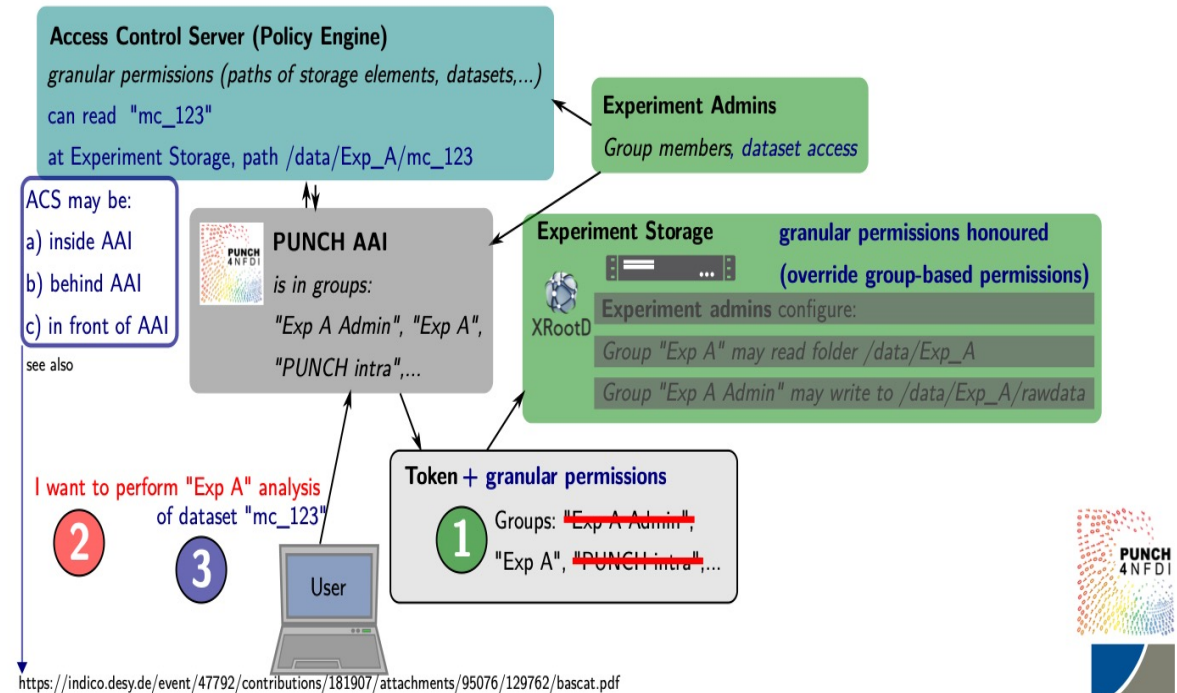 Access Control Server (Policy Engine)
granular permissions (paths of storage elements, datasets,...)
can read "mc_123"
at Experiment Storage, path /data/Exp_A/mc_123
Experiment Admins
Group members, dataset access
ACS may be:
a) inside AAI
b) behind AAI
c) in front of AAI
see also
PUNCH
4NFDI
PUNCH AAI
is in groups:
"Exp A Admin", "Exp A",
"PUNCH intra",...
Experiment Storage
granular permissions honoured
(override group-based permissions)
XRootD
Experiment admins configure:
Group "Exp A" may read folder /data/Exp_A
Group "Exp A Admin" may write to /data/Exp_A/rawdata
Token + granular permissions
1
Groups: "Exp A Admin",
"Exp A", "PUNCH intra",...
I want to perform "Exp A" analysis
of dataset "mc_123"
2
3
User
PUNCH
4NFDI
https://indico.desy.de/event/47792/contributions/181907/attachments/95076/129762/bascat.pdf